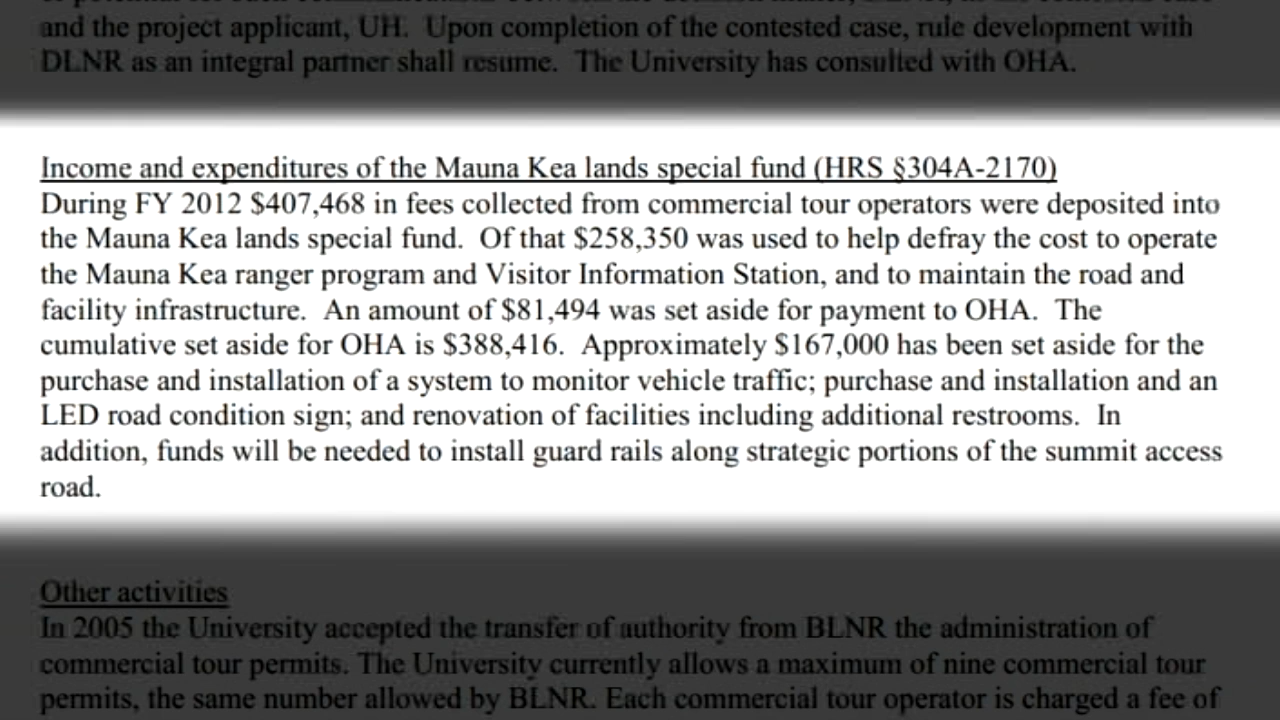 and the project applicant, UH. Upon completion of the contested case, rule development with
DLNR as an integral partner shall resume. The University has consulted with OHA.
Income and expenditures of the Mauna Kea lands special fund (HRS §304A-2170)
During FY 2012 $407,468 in fees collected from commercial tour operators were deposited into
the Mauna Kea lands special fund. Of that $258,350 was used to help defray the cost to operate
the Mauna Kea ranger program and Visitor Information Station, and to maintain the road and
facility infrastructure. An amount of $81,494 was set aside for payment to OHA. The
cumulative set aside for OHA is $388,416. Approximately $167,000 has been set aside for the
purchase and installation of a system to monitor vehicle traffic; purchase and installation and an
LED road condition sign; and renovation of facilities including additional restrooms. In
addition, funds will be needed to install guard rails along strategic portions of the summit access
road.
Other activities
In 2005 the University accepted the transfer of authority from BLNR the administration of
commercial tour permits. The University currently allows a maximum of nine commercial tour
permits, the same number allowed by BLNR. Each commercial tour operator is charged a fee of